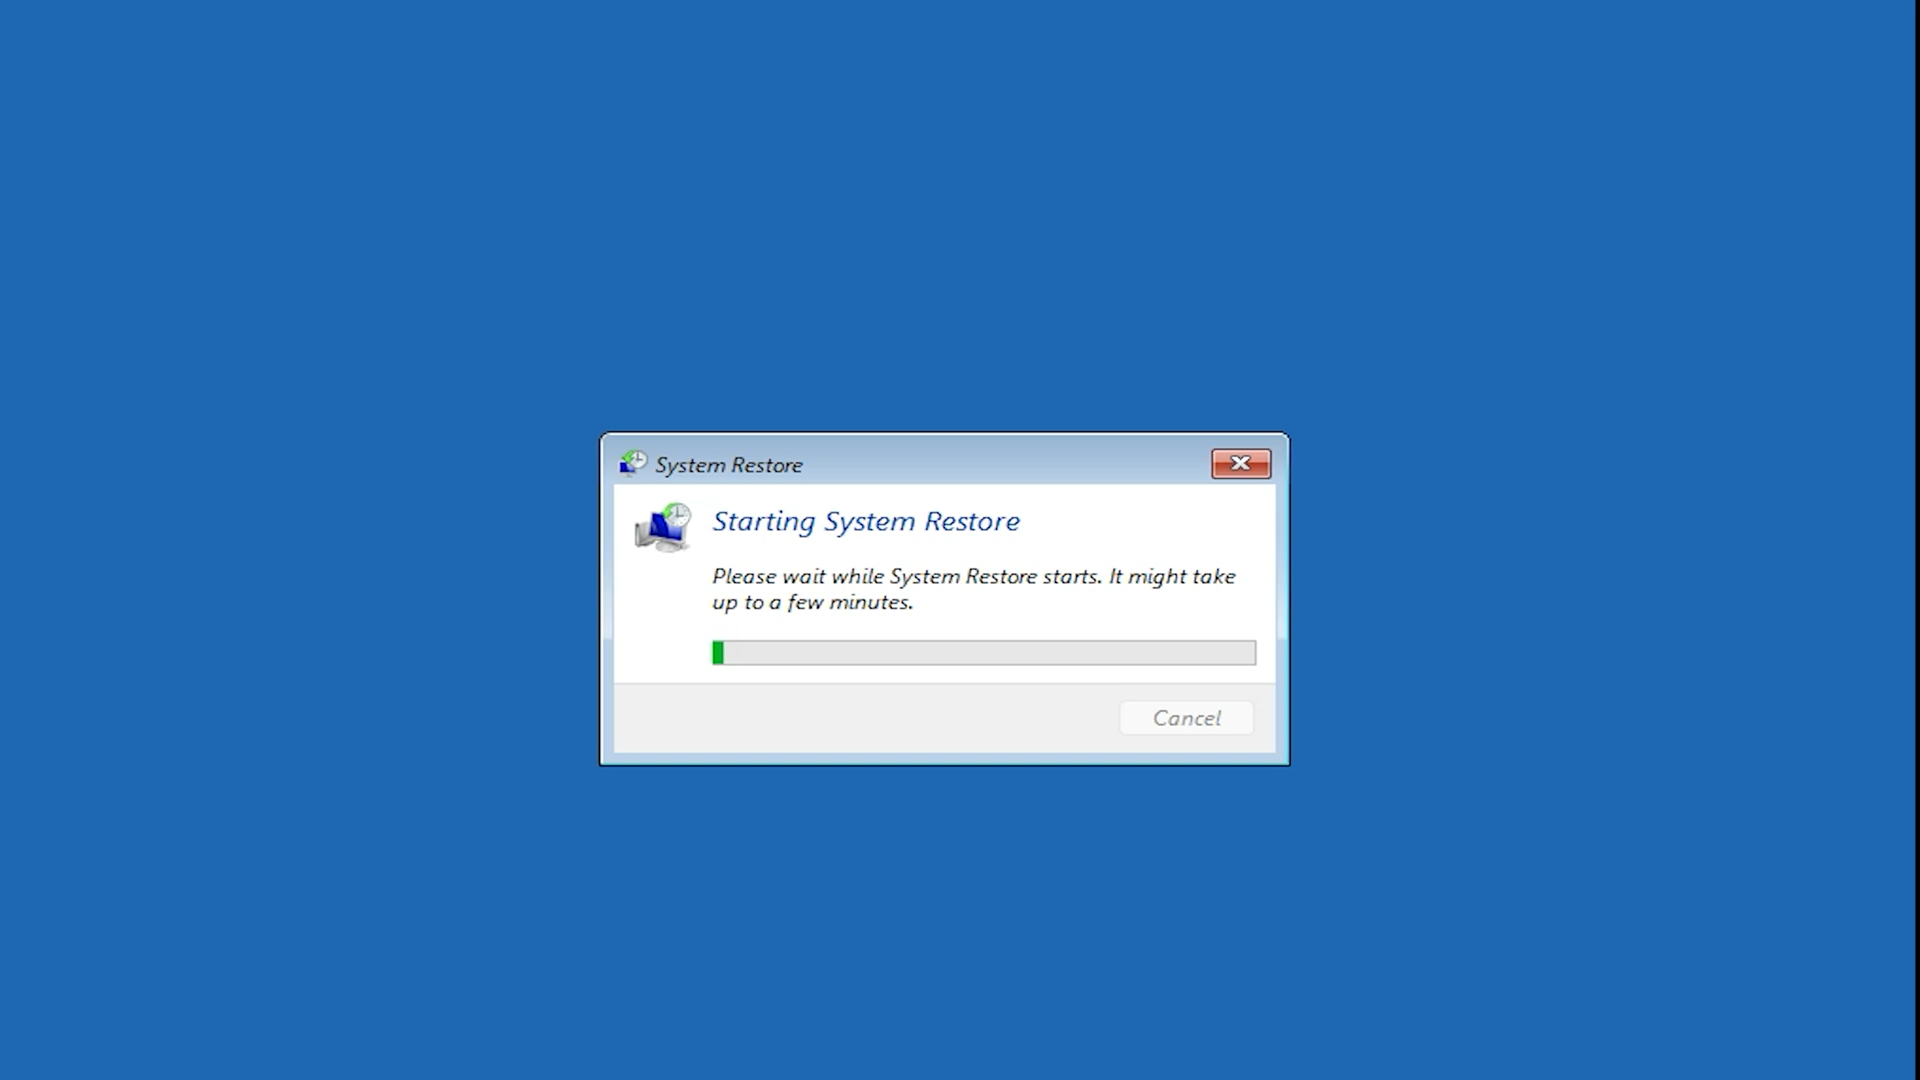 System Restore
Starting System Restore
Please wait while System Restore starts. It might take
up to a few minutes.
Cancel